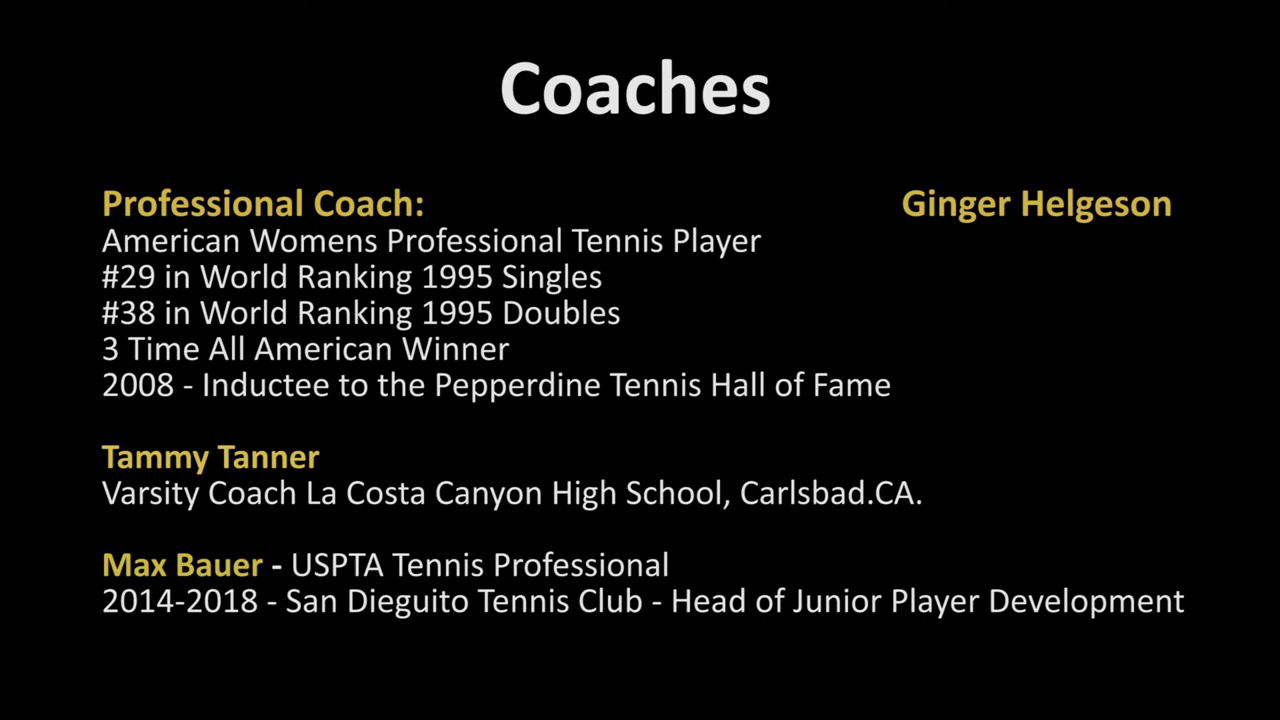 Coaches
Professional Coach: Ginger Helgeson
American Womens Professional Tennis Player
#29 in World Ranking 1995 Singles
#38 in World Ranking 1995 Doubles
3 Time All American Winner
2008 - Inductee to the Pepperdine Tennis Hall of Fame
Tammy Tanner
Varsity Coach La Costa Canyon High School, Carlsbad.CA.
Max Bauer - USPTA Tennis Professional
2014-2018 - San Dieguito Tennis Club - Head of Junior Player Development